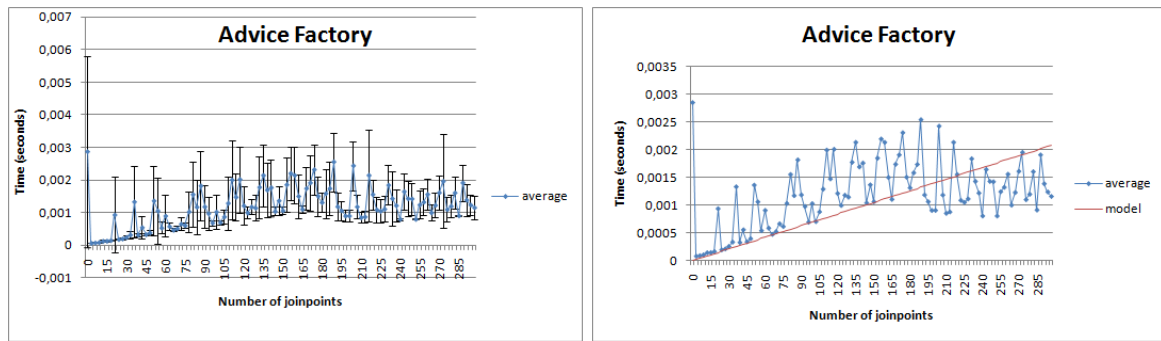 Advice Factory
0,007
0,006
0,005
0,004
0,003
0,002
0,001
0
-0,001
Time (seconds)
0 15 30 45 60 75 90 105 120 135 150 165 180 195 210 225 240 255 270 285
Number of joinpoints
average
Advice Factory
0,0035
0,003
0,0025
0,002
0,0015
0,001
0,0005
0
Time (seconds)
0 15 30 45 60 75 90 105 120 135 150 165 180 195 210 225 240 255 270 285
Number of joinpoints
average
model